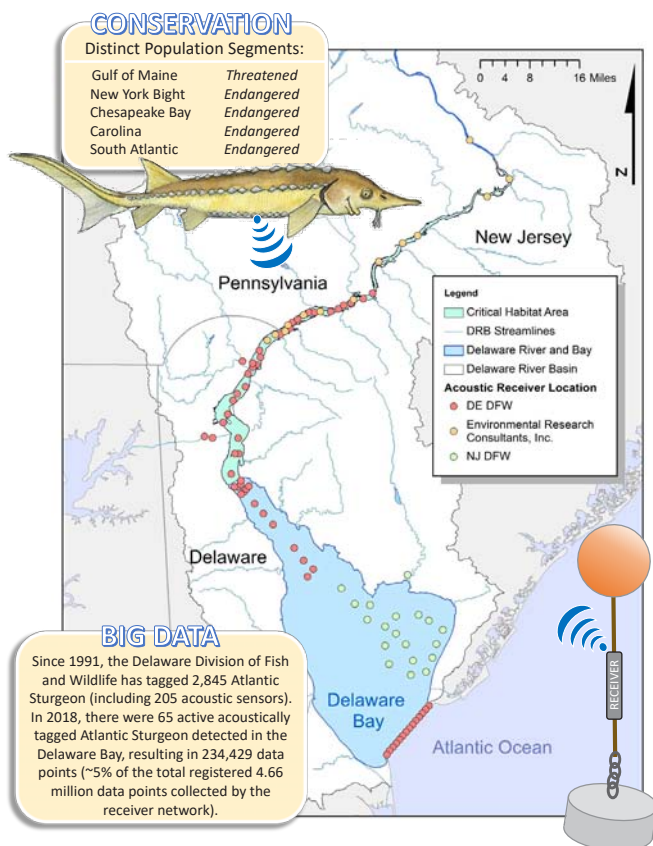 CONSERVATION
Distinct Population Segments:
Gulf of Maine Threatened
New York Bight Endangered
Chesapeake Bay Endangered
Carolina Endangered
South Atlantic Endangered
0 4 8 16 Miles
N
New Jersey
Pennsylvania
Legend
Critical Habitat Area
DRB Streamlines
Delaware River and Bay
Delaware River Basin
Acoustic Receiver Location
DE DFW
Environmental Research
Consultants, Inc.
NJ DFW
Delaware
RECEIVER
Delaware
Bay
Atlantic Ocean
BIG DATA
Since 1991, the Delaware Division of Fish
and Wildlife has tagged 2,845 Atlantic
Sturgeon (including 205 acoustic sensors).
In 2018, there were 65 active acoustically
tagged Atlantic Sturgeon detected in the
Delaware Bay, resulting in 234,429 data
points (~5% of the total registered 4.66
million data points collected by the
receiver network).